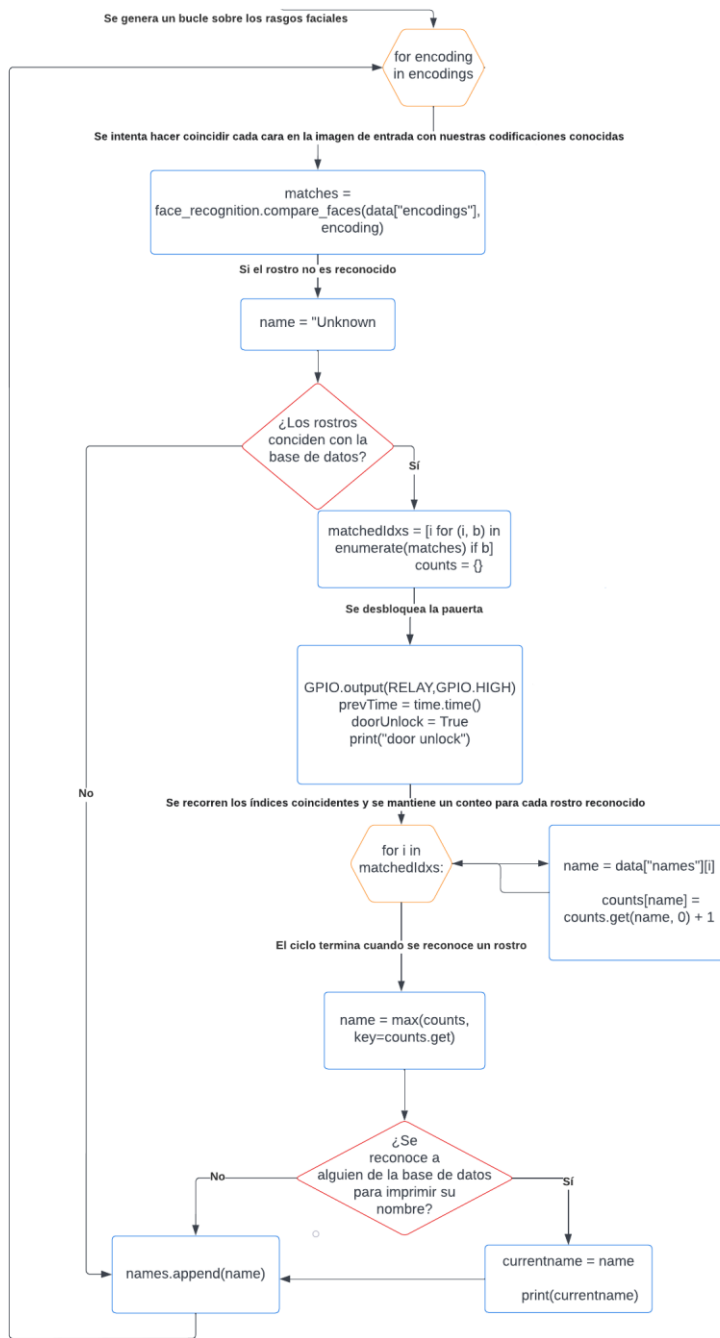 Se genera un bucle sobre los rasgos faciales
for encoding
in encodings
Se intenta hacer coincidir cada cara en la imagen de entrada con nuestras codificaciones conocidas
matches =
face_recognition.compare_faces(data["encodings"],
encoding)
Si el rostro no es reconocido
name = "Unknown
¿Los rostros
conciden con la
base de datos?
Sí
matchedIdxs = [i for (i, b) in
enumerate(matches) if b]
counts = {}
Se desbloquea la pauerta
GPIO.output(RELAY,GPIO.HIGH)
prevTime = time.time()
doorUnlock = True
print("door unlock")
No
Se recorren los índices coincidentes y se mantiene un conteo para cada rostro reconocido
for i in
matchedIdxs:
name = data["names"][i]
counts[name] =
counts.get(name, 0) + 1
El ciclo termina cuando se reconoce un rostro
name = max(counts,
key=counts.get)
¿Se
reconoce a
alguien de la base de datos
para imprimir su
nombre?
No
Sí
names.append(name)
currentname = name
print(currentname)